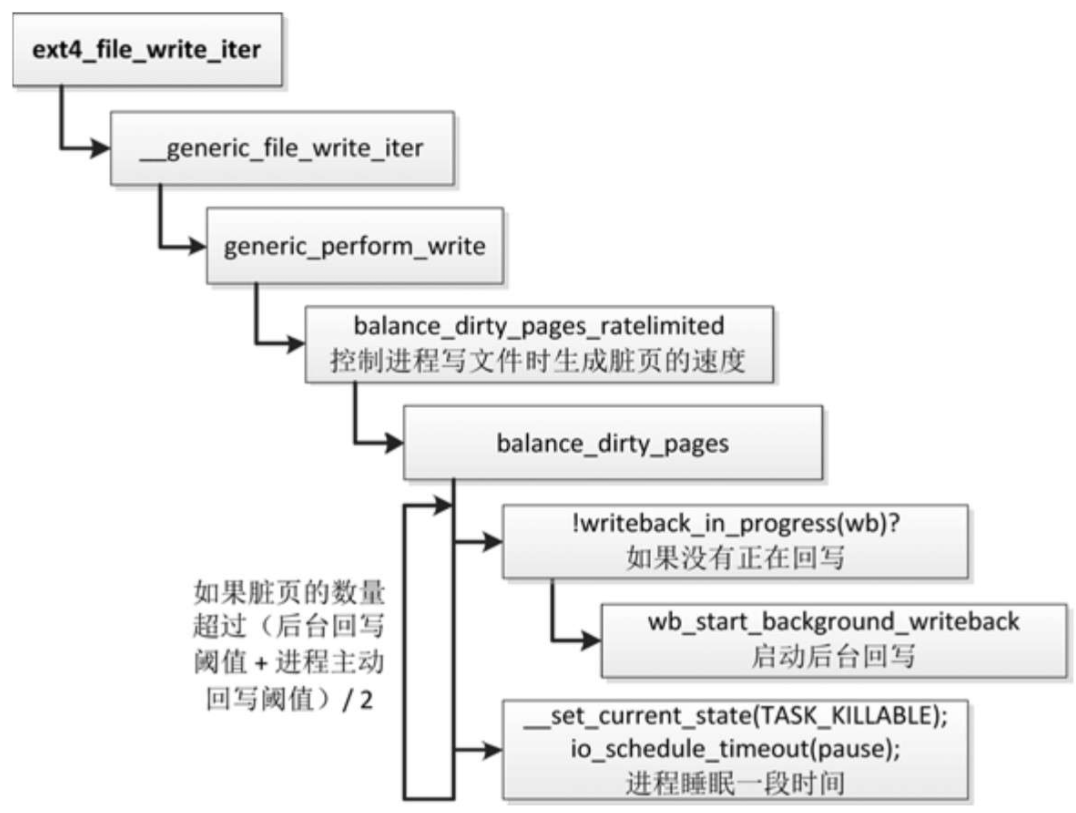 ext4_file_write_iter
__generic_file_write_iter
generic_perform_write
balance_dirty_pages_ratelimited
控制进程写文件时生成脏页的速度
balance_dirty_pages
!writeback_in_progress(wb)?
如果没有正在回写
如果脏页的数量
超过（后台回写
阈值 + 进程主动
回写阈值）/ 2
wb_start_background_writeback
启动后台回写
__set_current_state(TASK_KILLABLE);
io_schedule_timeout(pause);
进程睡眠一段时间